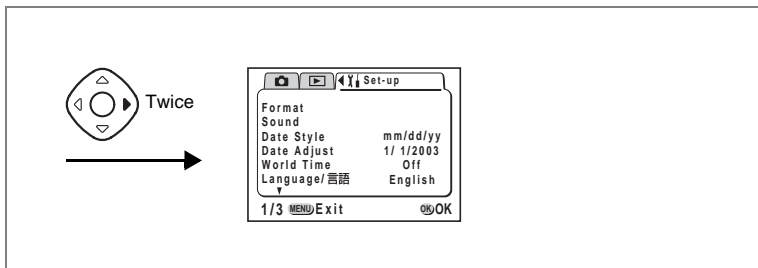 Twice
Set-up
Format
Sound
Date Style mm/dd/yy
Date Adjust 1/ 1/2003
World Time Off
Language/言語 English
1/3 MENU Exit OK OK